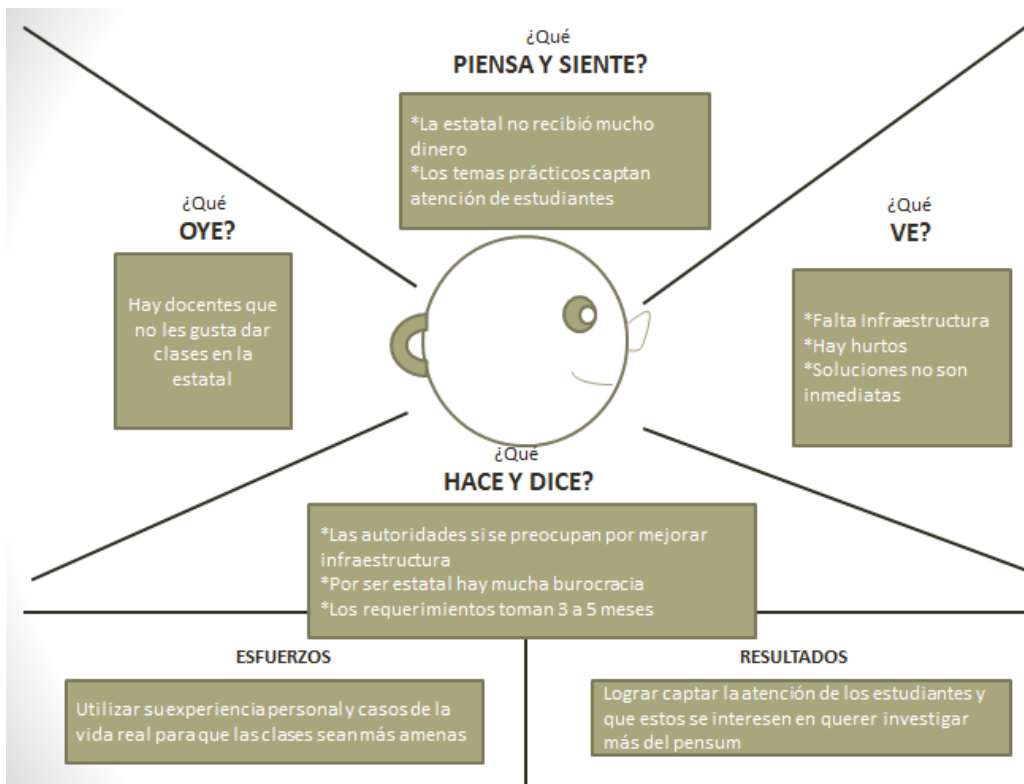 ¿Qué
PIENSA Y SIENTE?
*La estatal no recibió mucho
dinero
*Los temas prácticos captan
atención de estudiantes
¿Qué
OYE?
Hay docentes que
no les gusta dar
clases en la
estatal
¿Qué
VE?
*Falta Infraestructura
*Hay hurtos
*Soluciones no son
inmediatas
¿Qué
HACE Y DICE?
*Las autoridades si se preocupan por mejorar
infraestructura
*Por ser estatal hay mucha burocracia
*Los requerimientos toman 3 a 5 meses
ESFUERZOS
Utilizar su experiencia personal y casos de la
vida real para que las clases sean más amenas
RESULTADOS
Lograr captar la atención de los estudiantes y
que estos se interesen en querer investigar
más del pensum